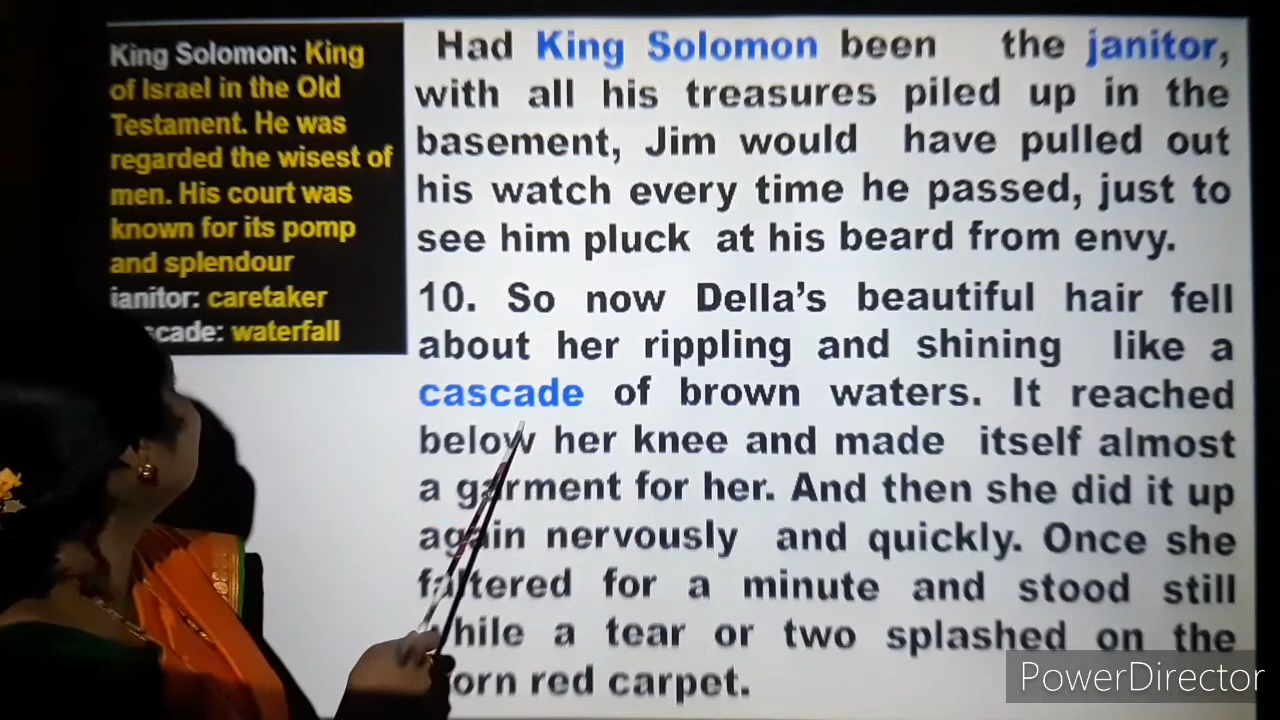 King Solomon: King
of Israel in the Old
Testament. He was
regarded the wisest of
men. His court was
known for its pomp
and splendour
janitor: caretaker
cade: waterfall
Had King Solomon been the janitor,
with all his treasures piled up in the
basement, Jim would have pulled out
his watch every time he passed, just to
see him pluck at his beard from envy.
10. So now Della's beautiful hair fell
about her rippling and shining like a
cascade of brown waters. It reached
below her knee and made itself almost
a garment for her. And then she did it up
again nervously and quickly. Once she
faltered for a minute and stood still
hile a tear or two splashed on the
orn red carpet.
PowerDirector